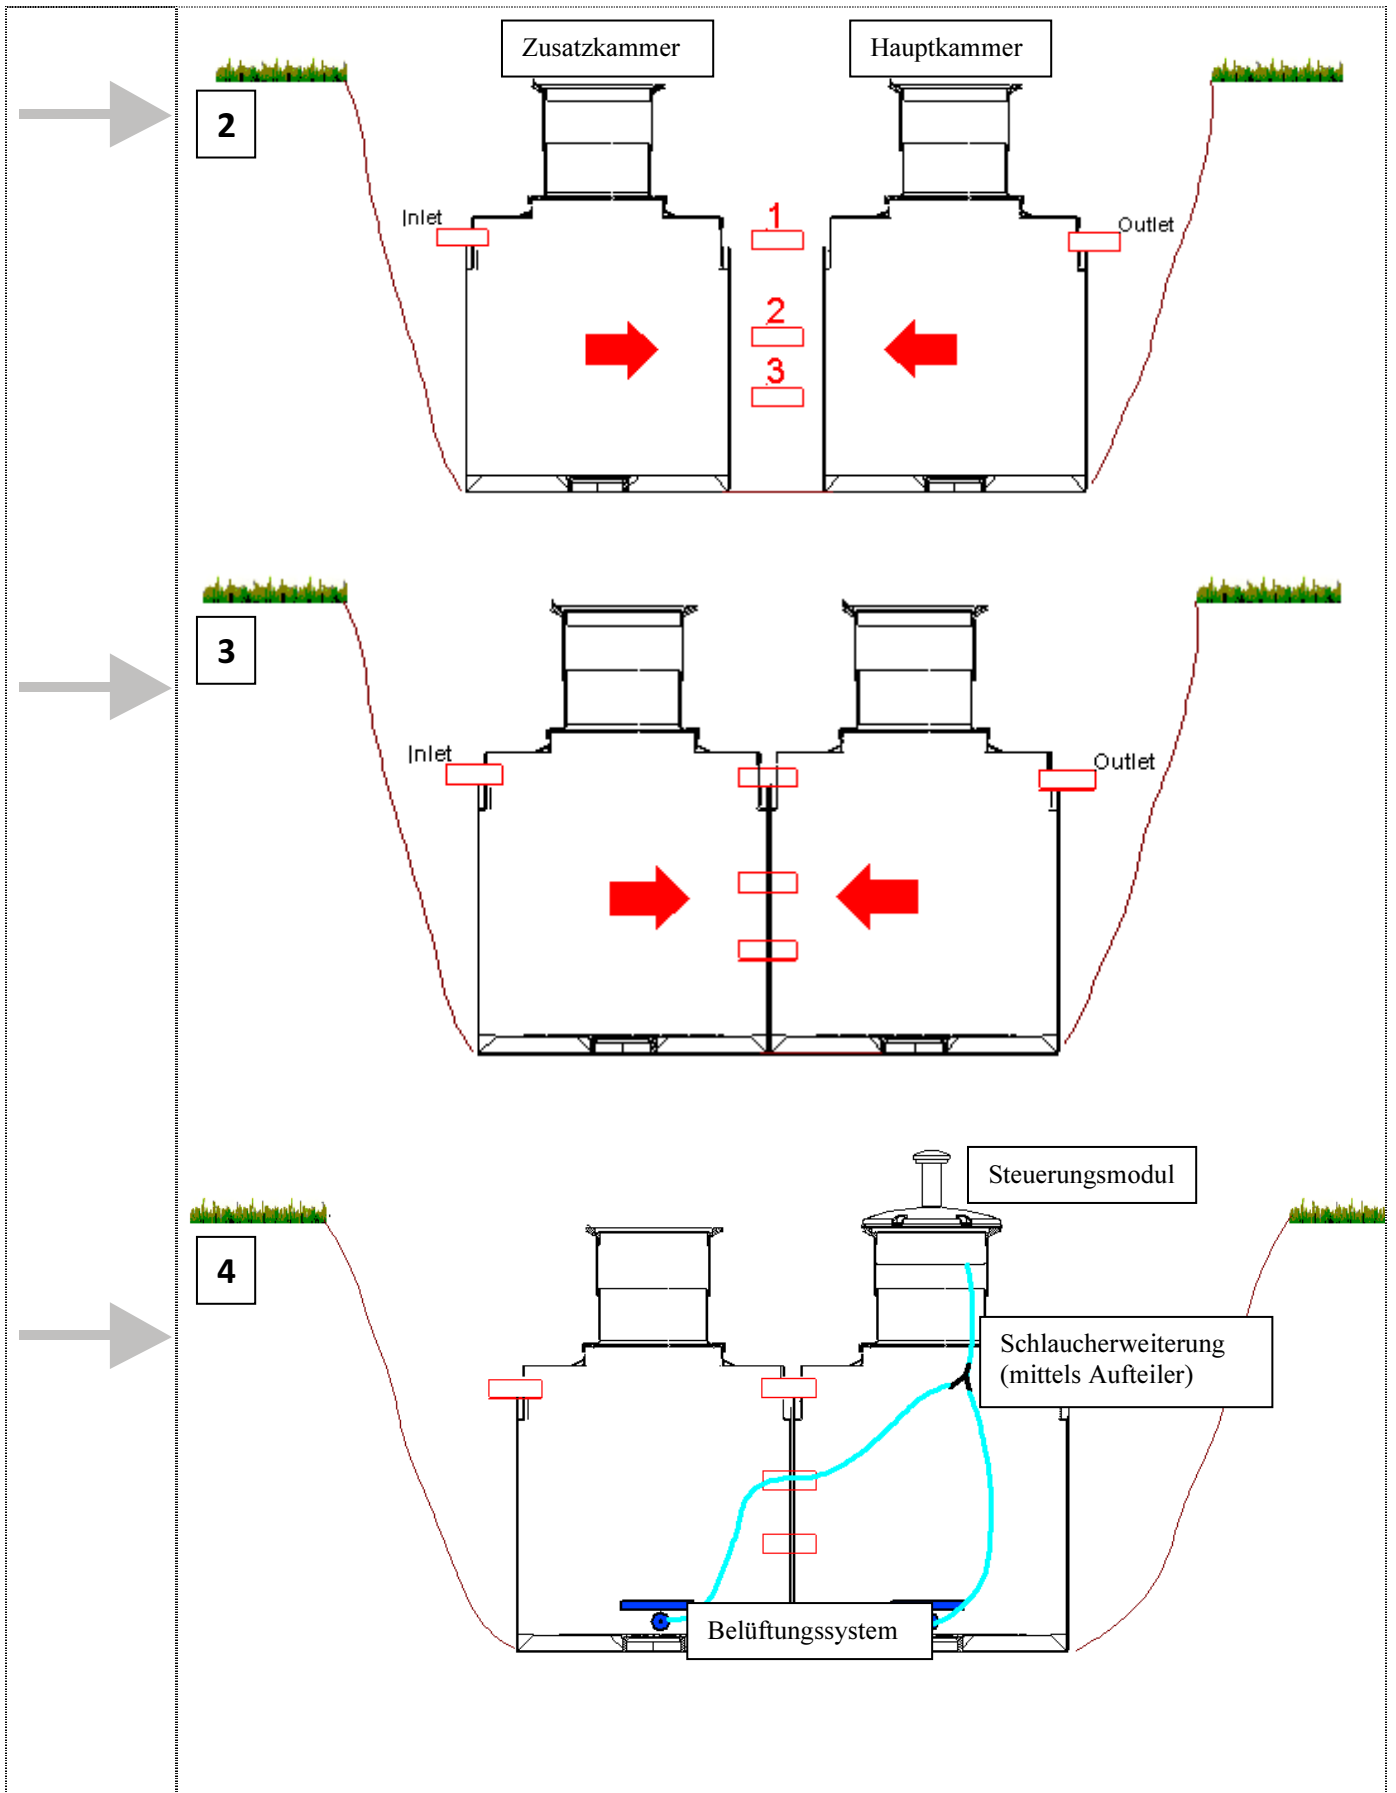 Zusatzkammer
Hauptkammer
2
Inlet
1
Outlet
2
3
3
Inlet
Outlet
Steuerungsmodul
4
Schlaucherweiterung
(mittels Aufteiler)
Belüftungssystem